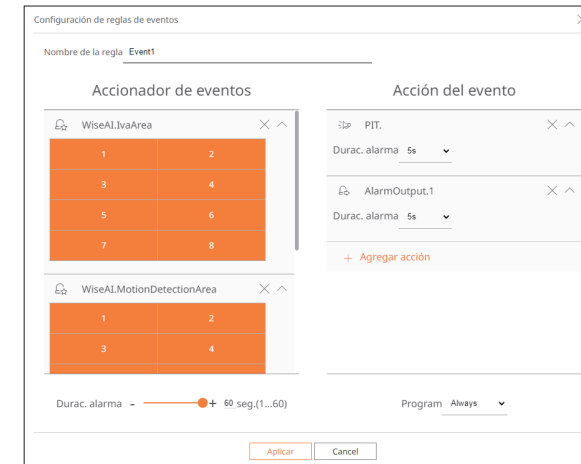 Configuración de reglas de eventos
Nombre de la regla Event1
Accionador de eventos
WiseAI.IvaArea
1 2
3 4
5 6
7 8
WiseAI.MotionDetectionArea
1 2
3 4
Durac. alarma - + 60 seg.(1...60)
Acción del evento
PIT.
Durac. alarma 5s
AlarmOutput.1
Durac. alarma 5s
+ Agregar acción
Program Always
Aplicar Cancel